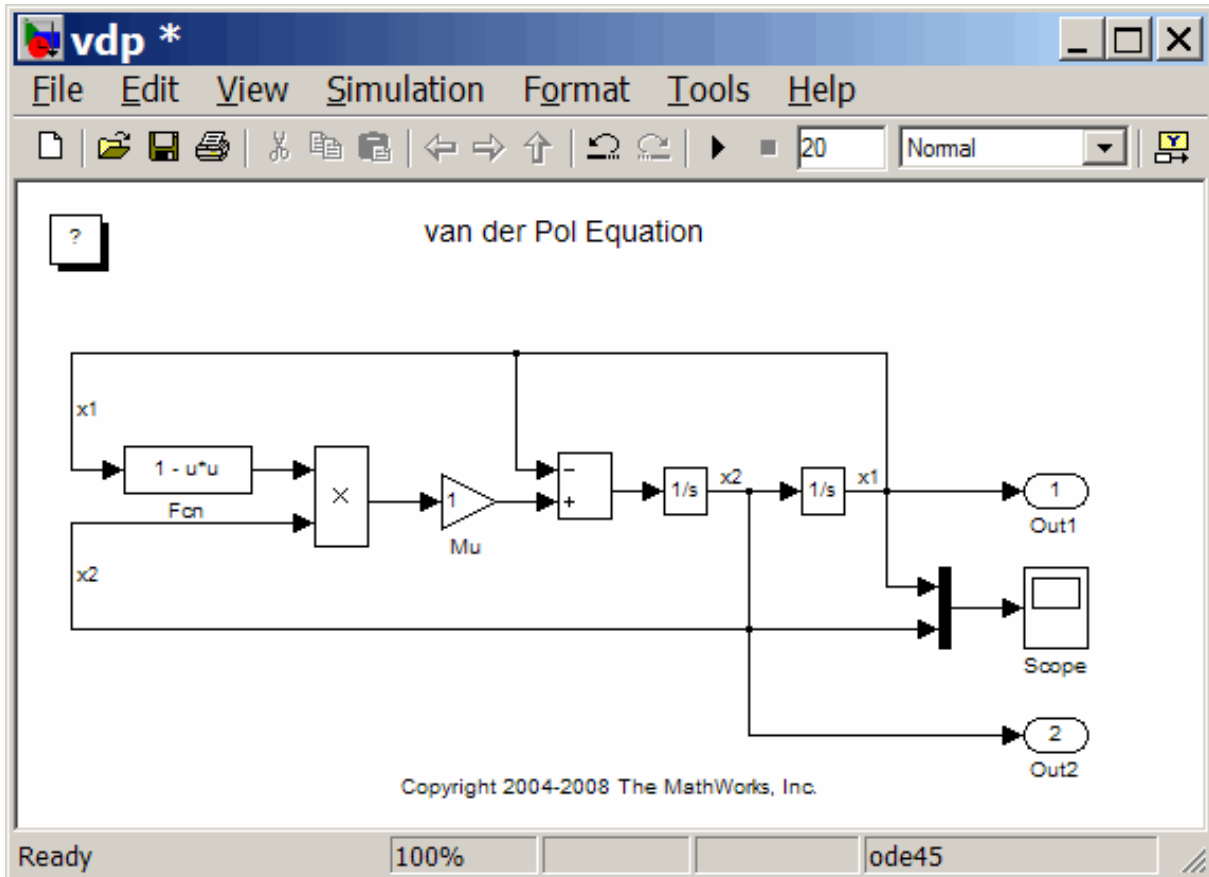 vdp *
File Edit View Simulation Format Tools Help
20 Normal
?
van der Pol Equation
x1
1 - u*u
Fcn
x2
×
1
Mu
−
+
1/s
x2
1/s
x1
1
Out1
Scope
2
Out2
Copyright 2004-2008 The MathWorks, Inc.
Ready 100% ode45